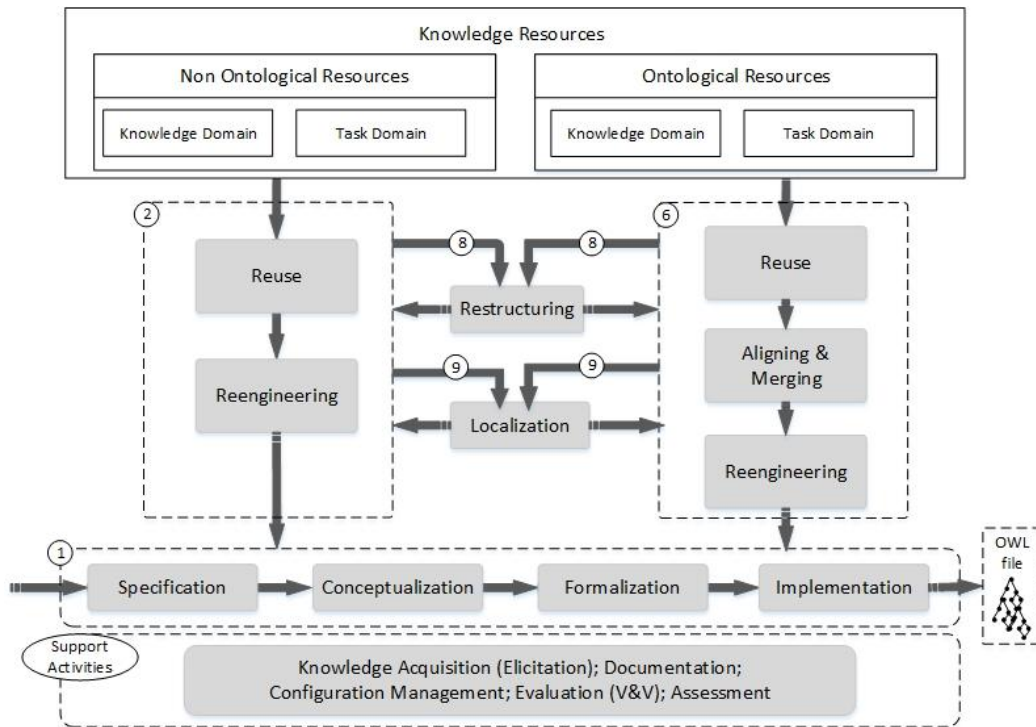 Knowledge Resources
Non Ontological Resources
Ontological Resources
Knowledge Domain
Task Domain
Knowledge Domain
Task Domain
2
6
8
8
Reuse
Reuse
Restructuring
Aligning &
Merging
9
9
Reengineering
Localization
Reengineering
1
OWL
file
Specification
Conceptualization
Formalization
Implementation
Support
Activities
Knowledge Acquisition (Elicitation); Documentation;
Configuration Management; Evaluation (V&V); Assessment